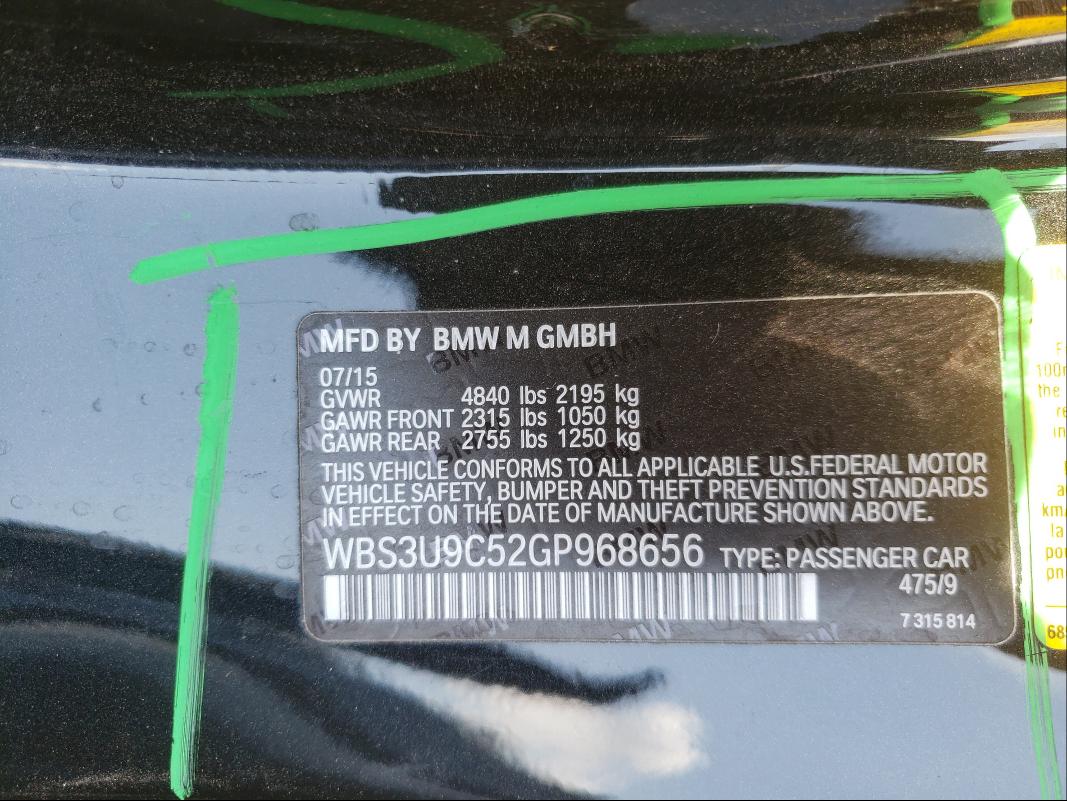 MFD BY BMW M GMBH
07/15
GVWR 4840 lbs 2195 kg
GAWR FRONT 2315 lbs 1050 kg
GAWR REAR 2755 lbs 1250 kg
THIS VEHICLE CONFORMS TO ALL APPLICABLE U.S.FEDERAL MOTOR
VEHICLE SAFETY, BUMPER AND THEFT PREVENTION STANDARDS
IN EFFECT ON THE DATE OF MANUFACTURE SHOWN ABOVE.
WBS3U9C52GP968656 TYPE: PASSENGER CAR
475/9
7 315 814